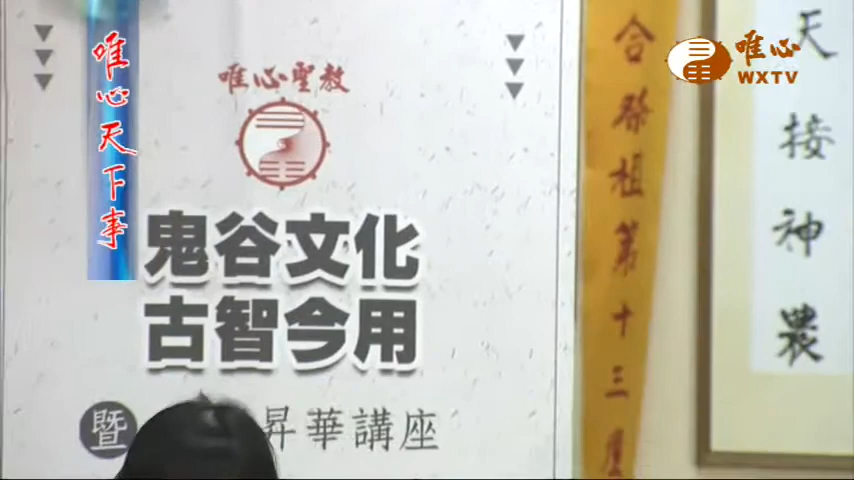 唯心天下事
唯心聖教
鬼谷文化
古智今用
暨
昇華講座
合祭祖第十三
唯心
WXTV
天接神農